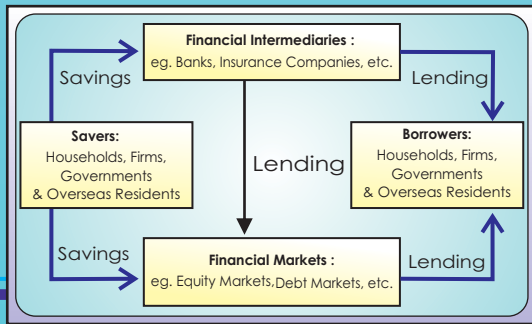 Financial Intermediaries :
eg. Banks, Insurance Companies, etc.
Savings
Lending
Savers:
Households, Firms,
Governments
& Overseas Residents
Lending
Borrowers:
Households, Firms,
Governments
& Overseas Residents
Savings
Lending
Financial Markets :
eg. Equity Markets,Debt Markets, etc.